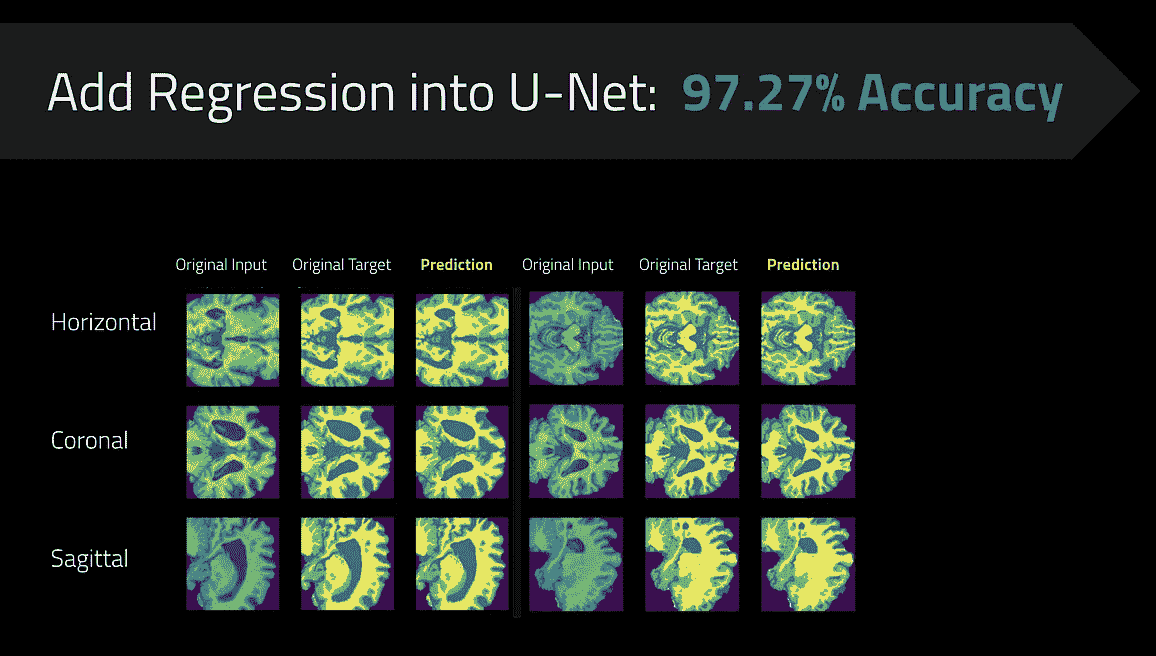 Add Regression into U-Net: 97.27% Accuracy
Original Input Original Target Prediction Original Input Original Target Prediction
Horizontal
Coronal
Sagittal